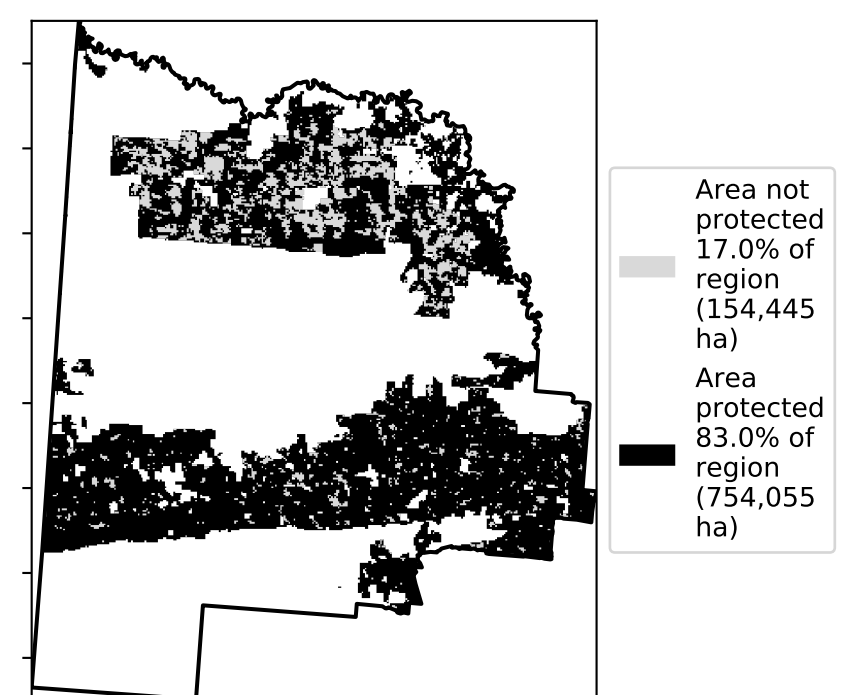 Area not
protected
17.0% of
region
(154,445
ha)
Area
protected
83.0% of
region
(754,055
ha)